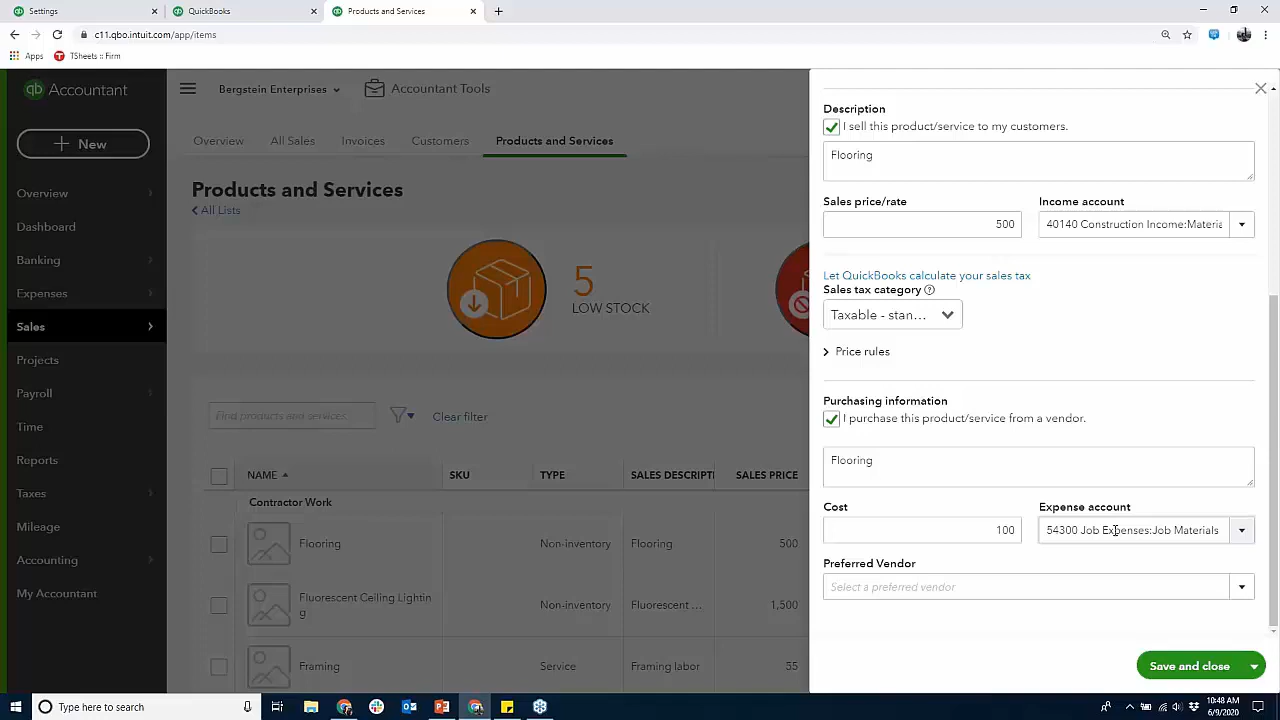 Settings
QuickBooks
Products and Services
c11.qbo.intuit.com/app/items
Apps
TSheets :: Firm
qb Accountant
Bergstein Enterprises
Accountant Tools
+ New
Overview
Dashboard
Banking
Expenses
Sales
Projects
Payroll
Time
Reports
Taxes
Mileage
Accounting
My Accountant
Overview All Sales Invoices Customers Products and Services
Products and Services
All Lists
5
LOW STOCK
Find products and services
Clear filter
NAME SKU TYPE SALES DESCRIPTI SALES PRICE
Contractor Work
Flooring Non-inventory Flooring 500
Fluorescent Ceiling Lightin
g Non-inventory Fluorescent ... 1,500
Framing Service Framing labor 55
Description
I sell this product/service to my customers.
Flooring
Sales price/rate Income account
500 40140 Construction Income:Materia
Let QuickBooks calculate your sales tax
Sales tax category
Taxable - stan...
Price rules
Purchasing information
I purchase this product/service from a vendor.
Flooring
Cost Expense account
100 54300 Job Expenses:Job Materials
Preferred Vendor
Select a preferred vendor
Save and close
Type here to search
10:48 AM
6/9/2020